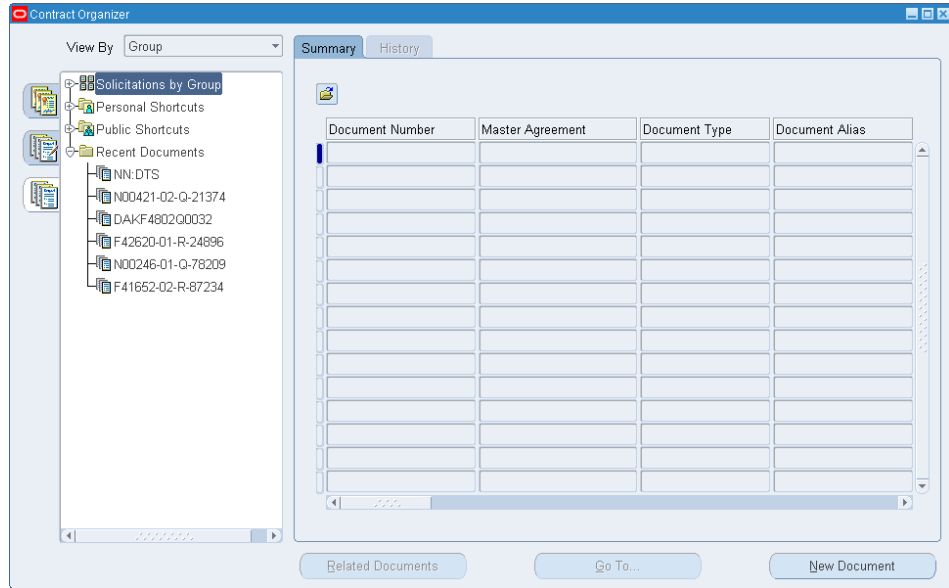 Contract Organizer
View By Group
Summary History
Solicitations by Group
Personal Shortcuts
Public Shortcuts
Recent Documents
NN:DTS
N00421-02-Q-21374
DAKF4802Q0032
F42620-01-R-24896
N00246-01-Q-78209
F41652-02-R-87234
Document Number Master Agreement Document Type Document Alias
Related Documents Go To... New Document